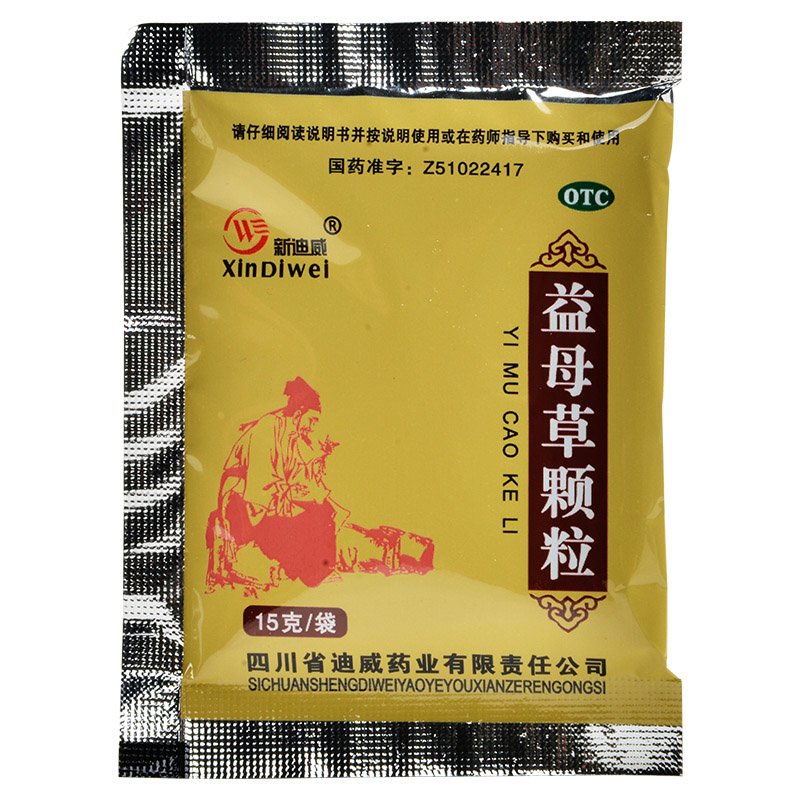 请仔细阅读说明书并按说明使用或在药师指导下购买和使用
国药准字：Z51022417
OTC
新迪威®
XinDiwei
益母草颗粒
YI MU CAO KE LI
15克/袋
四川省迪威药业有限责任公司
SICHUANSHENGDIWEIYAOYEYOUXIANZERENGONGSI